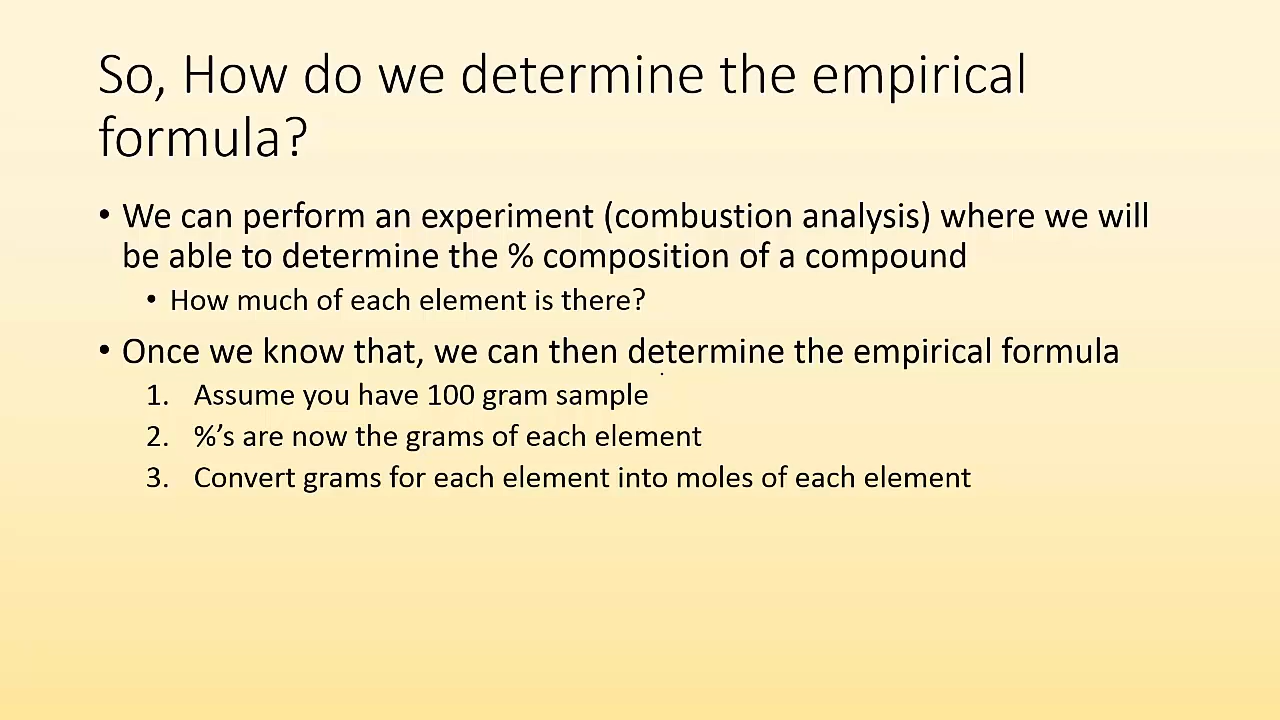 So, How do we determine the empirical
formula?
• We can perform an experiment (combustion analysis) where we will
be able to determine the % composition of a compound
• How much of each element is there?
• Once we know that, we can then determine the empirical formula
1. Assume you have 100 gram sample
2. %’s are now the grams of each element
3. Convert grams for each element into moles of each element